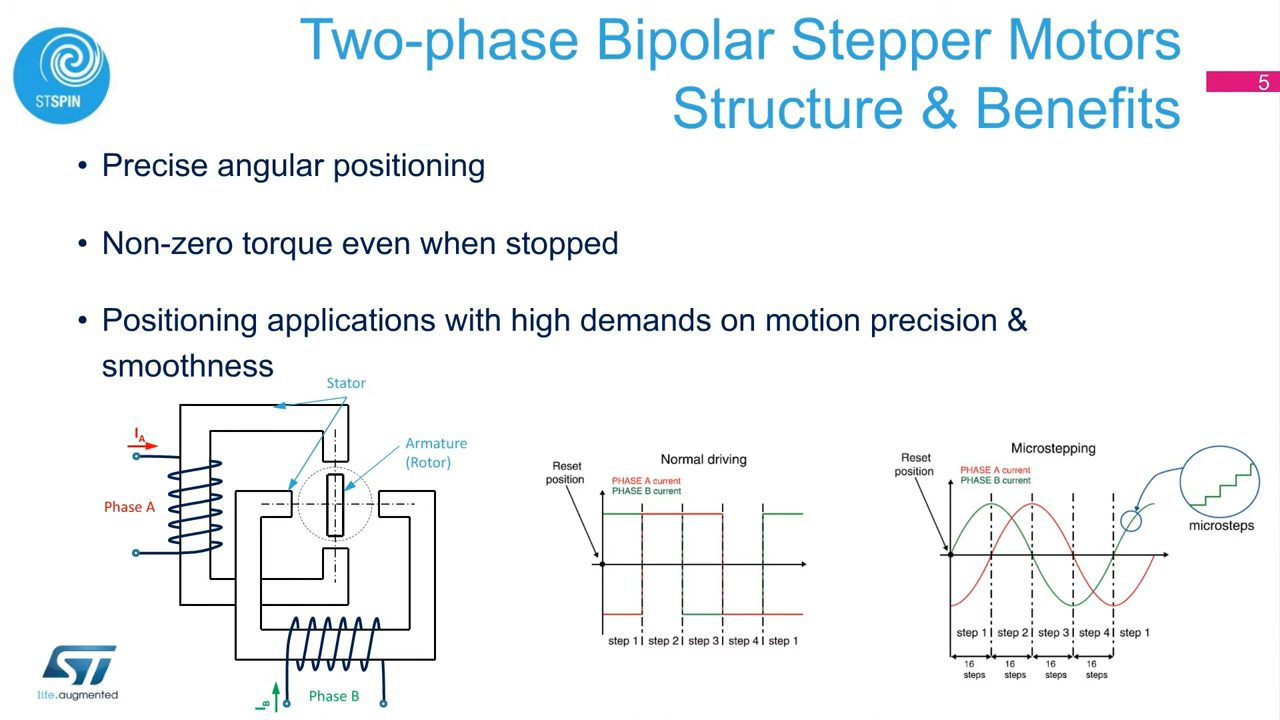 Two-phase Bipolar Stepper Motors
Structure & Benefits
5
STSPIN
• Precise angular positioning
• Non-zero torque even when stopped
• Positioning applications with high demands on motion precision &
smoothness
Stator
IA
Armature
(Rotor)
Phase A
Phase B
IB
Normal driving
Reset
position
PHASE A current
PHASE B current
step 1 step 2 step 3 step 4 step 1
Microstepping
Reset
position
PHASE A current
PHASE B current
microsteps
step 1 step 2 step 3 step 4 step 1
16 16 16 16
steps steps steps steps
ST
life.augmented